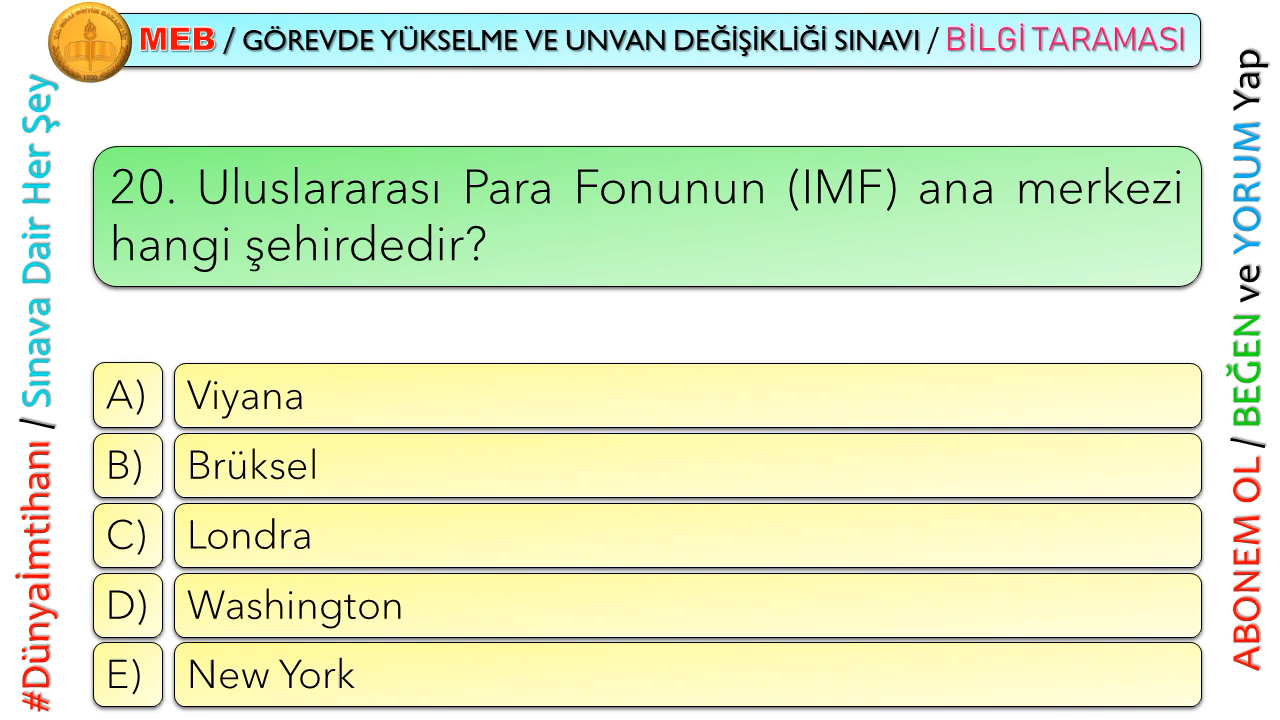 MEB / GÖREVDE YÜKSELME VE UNVAN DEĞİŞİKLİĞİ SINAVI / BİLGİ TARAMASI
#Dünyaimtihanı / Sınava Dair Her Şey
20. Uluslararası Para Fonunun (IMF) ana merkezi
hangi şehirdedir?
A) Viyana
B) Brüksel
C) Londra
D) Washington
E) New York
ABONEM OL / BEĞEN ve YORUM Yap